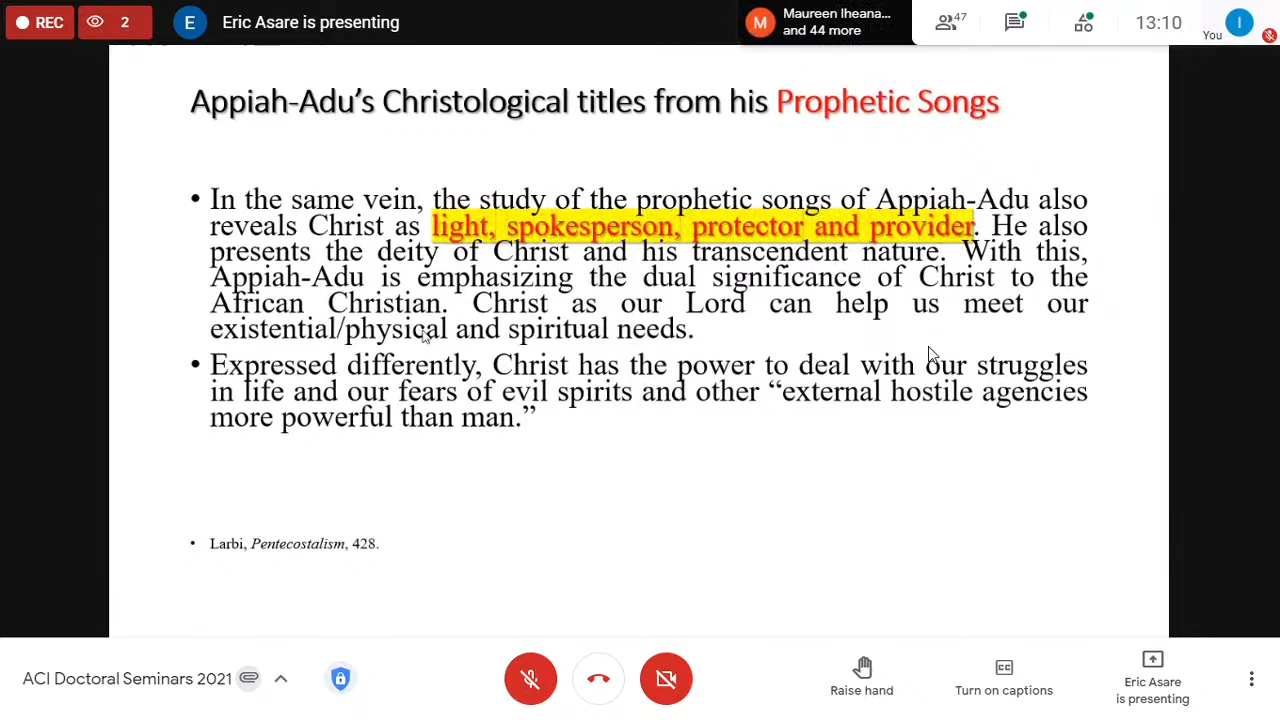 REC
2
E
Eric Asare is presenting
M
Maureen Iheana...
and 44 more
47
13:10
You
I
Appiah-Adu's Christological titles from his Prophetic Songs
• In the same vein, the study of the prophetic songs of Appiah-Adu also
reveals Christ as light, spokesperson, protector and provider. He also
presents the deity of Christ and his transcendent nature. With this,
Appiah-Adu is emphasizing the dual significance of Christ to the
African Christian. Christ as our Lord can help us meet our
existential/physical and spiritual needs.
• Expressed differently, Christ has the power to deal with our struggles
in life and our fears of evil spirits and other “external hostile agencies
more powerful than man.”
• Larbi, Pentecostalism, 428.
ACI Doctoral Seminars 2021
Raise hand
Turn on captions
Eric Asare
is presenting